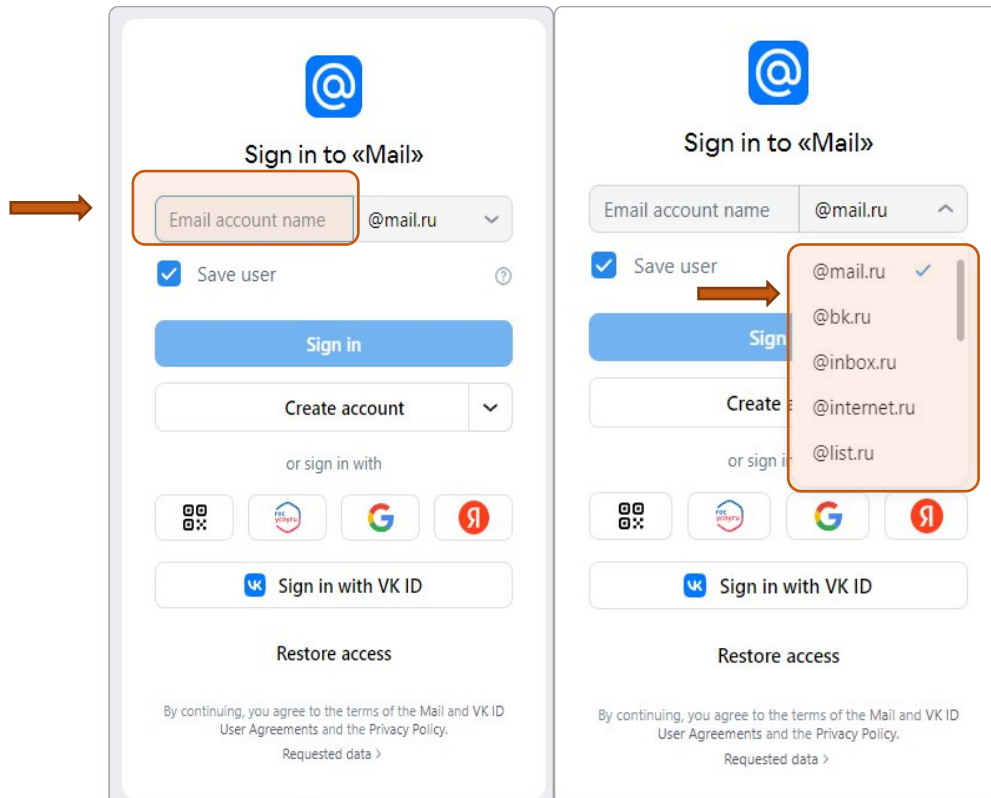 Sign in to «Mail»
Email account name @mail.ru
Save user
Sign in
Create account
or sign in with
гос услуги
G
Я
Sign in with VK ID
Restore access
By continuing, you agree to the terms of the Mail and VK ID
User Agreements and the Privacy Policy.
Requested data >
Sign in to «Mail»
Email account name @mail.ru
Save user
@mail.ru
@bk.ru
@inbox.ru
@internet.ru
@list.ru
Sign
Create
or sign in
гос услуги
G
Я
Sign in with VK ID
Restore access
By continuing, you agree to the terms of the Mail and VK ID
User Agreements and the Privacy Policy.
Requested data >